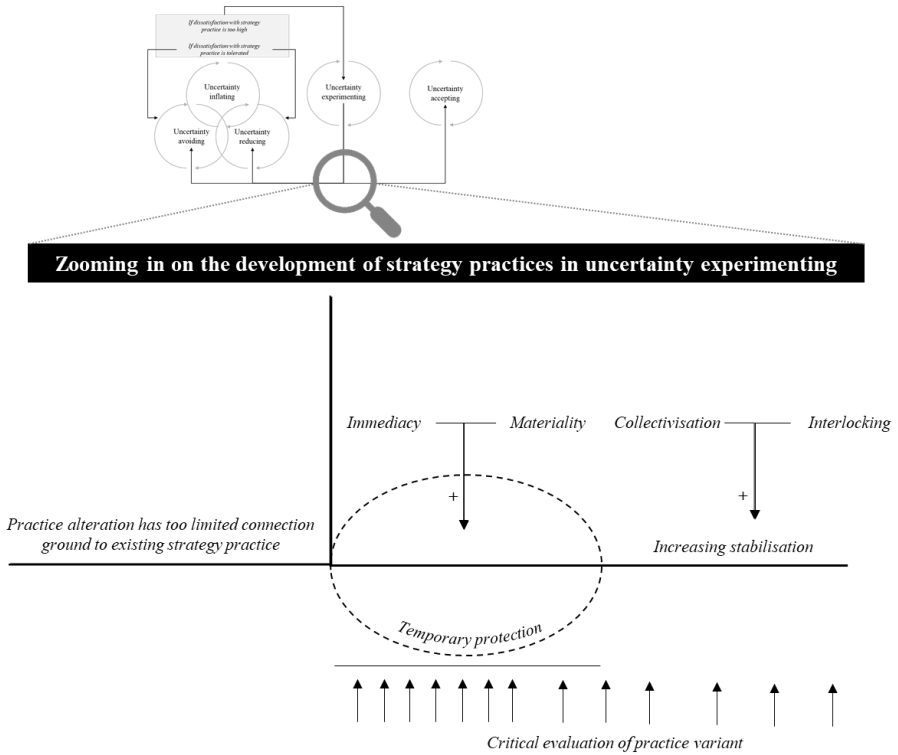 If dissatisfaction with strategy
practice is too high
If dissatisfaction with strategy
practice is tolerated
Uncertainty
inflating
Uncertainty
experimenting
Uncertainty
accepting
Uncertainty
avoiding
Uncertainty
reducing
Zooming in on the development of strategy practices in uncertainty experimenting
Immediacy
Materiality
Collectivisation
Interlocking
+
+
Practice alteration has too limited connection
ground to existing strategy practice
Increasing stabilisation
Temporary protection
Critical evaluation of practice variant